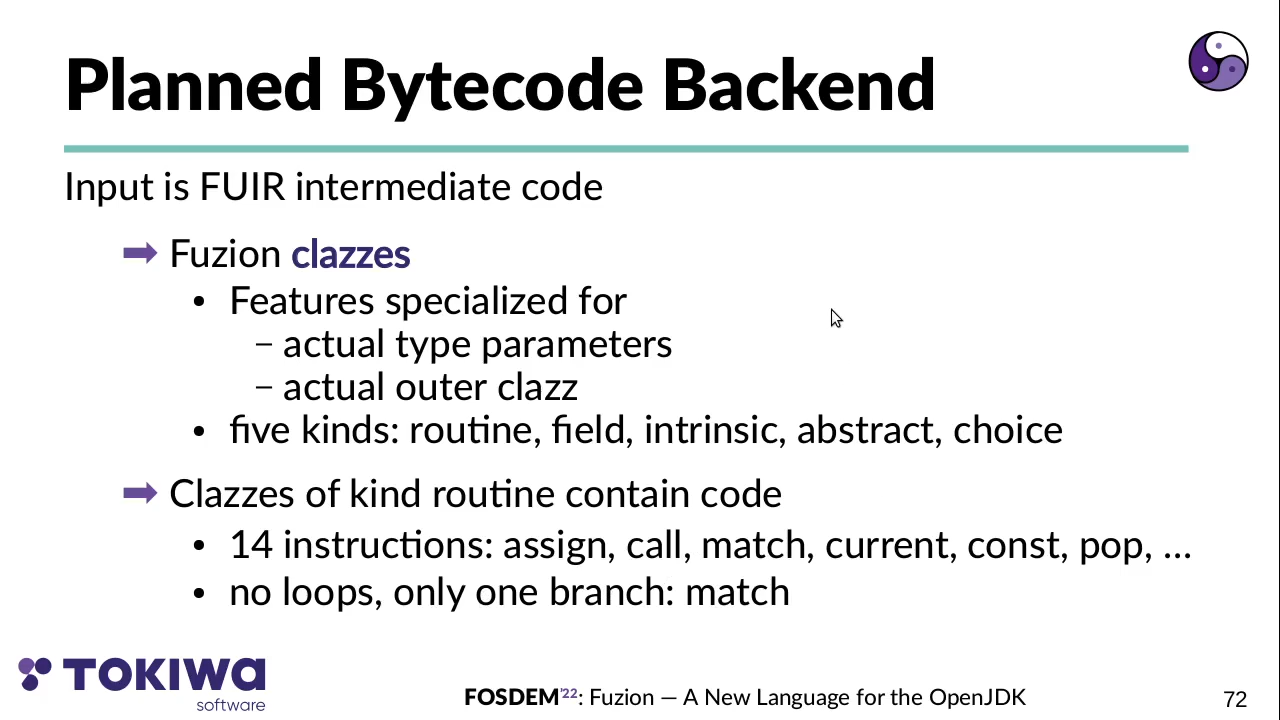 Planned Bytecode Backend
Input is FUIR intermediate code
➡ Fuzion clazzes
• Features specialized for
– actual type parameters
– actual outer clazz
• five kinds: routine, field, intrinsic, abstract, choice
➡ Clazzes of kind routine contain code
• 14 instructions: assign, call, match, current, const, pop, ...
• no loops, only one branch: match
TOKIWA
software
FOSDEM'22: Fuzion — A New Language for the OpenJDK
72